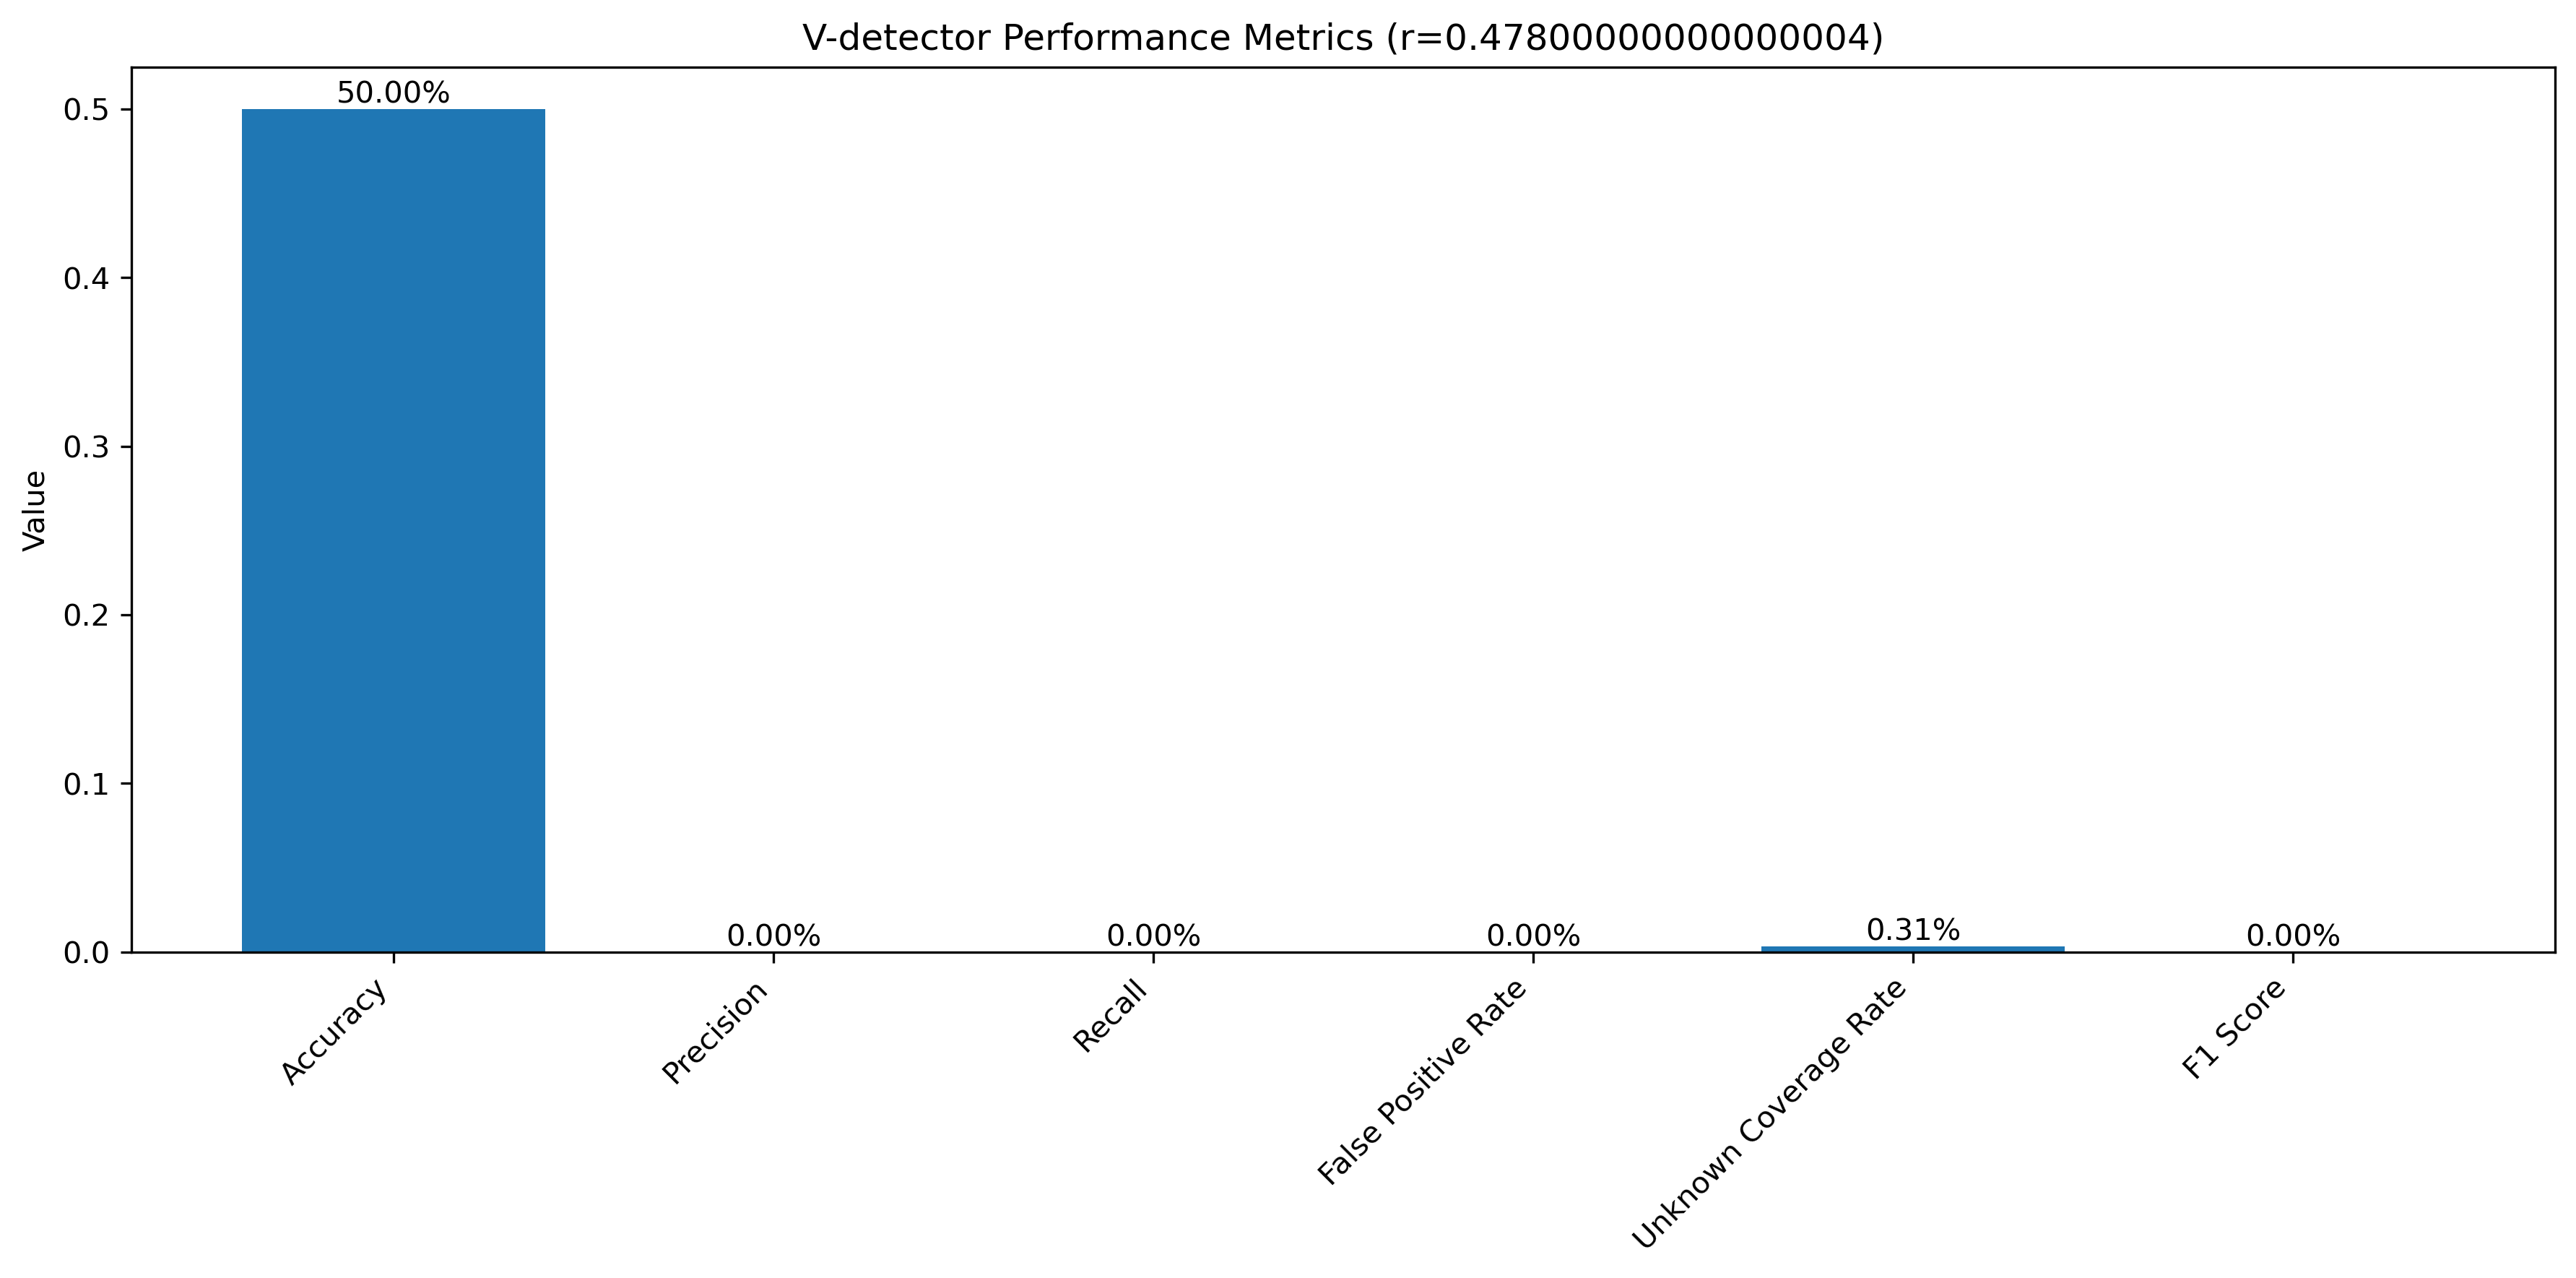 V-detector Performance Metrics (r=0.47800000000000004)
50.00%
0.5
0.4
0.3
Value
0.2
0.1
0.00%
0.00%
0.00%
0.31%
0.00%
0.0
Accuracy
Precision
Recall
False Positive Rate
Unknown Coverage Rate
F1 Score